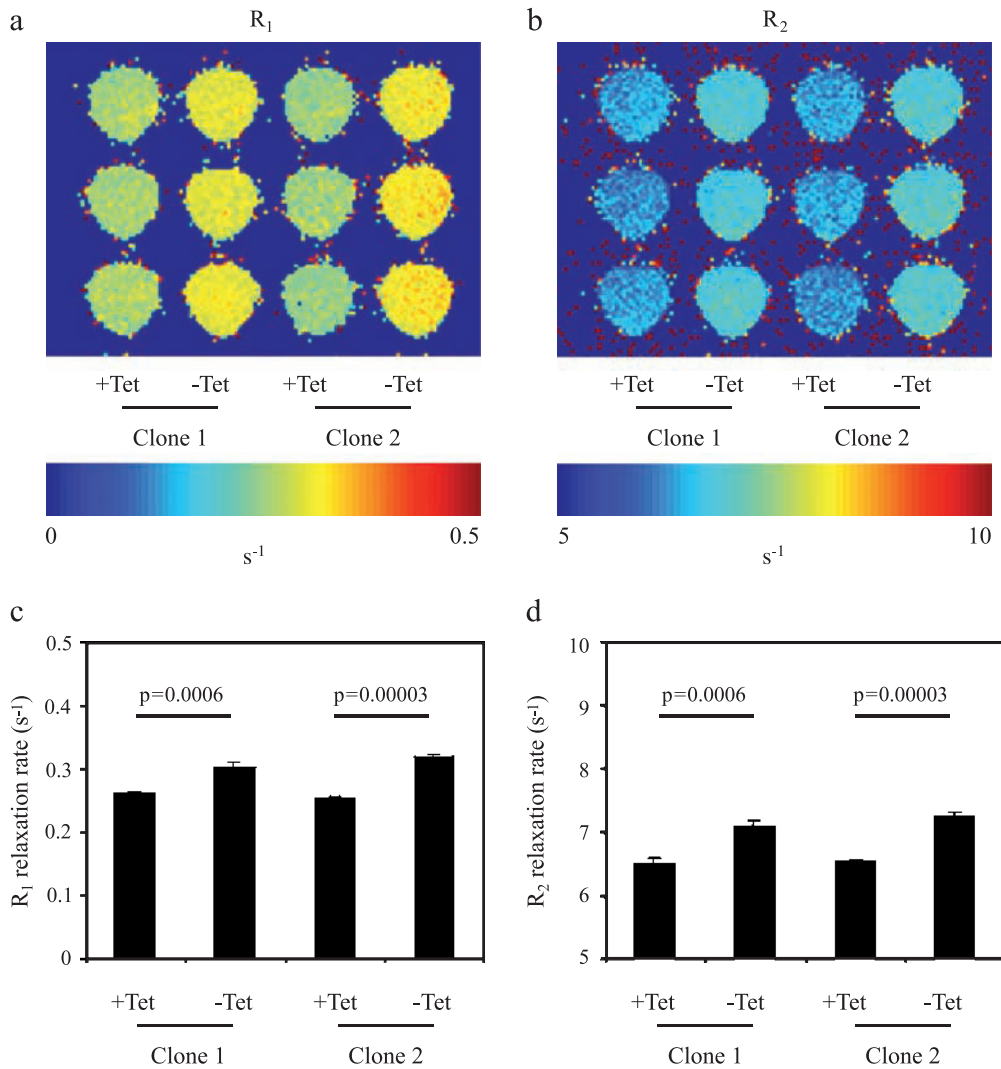 a
R₁
+Tet -Tet +Tet -Tet
Clone 1 Clone 2
0 0.5
s⁻¹
b
R₂
+Tet -Tet +Tet -Tet
Clone 1 Clone 2
5 10
s⁻¹
c
R₁ relaxation rate (s⁻¹)
0.5
0.4
0.3
0.2
0.1
0
p=0.0006 p=0.00003
+Tet -Tet +Tet -Tet
Clone 1 Clone 2
d
R₂ relaxation rate (s⁻¹)
10
9
8
7
6
5
p=0.0006 p=0.00003
+Tet -Tet +Tet -Tet
Clone 1 Clone 2